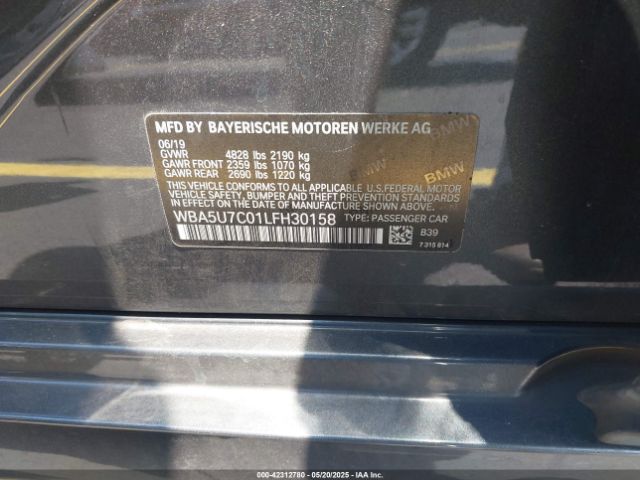 MFD BY BAYERISCHE MOTOREN WERKE AG
06/19
GVWR 4828 lbs 2190 kg
GAWR FRONT 2359 lbs 1070 kg
GAWR REAR 2690 lbs 1220 kg
BMW BMW
THIS VEHICLE CONFORMS TO ALL APPLICABLE U.S.FEDERAL MOTOR
VEHICLE SAFETY, BUMPER, AND THEFT PREVENTION STANDARDS
IN EFFECT ON THE DATE OF MANUFACTURE SHOWN ABOVE.
WBA5U7C01LFH30158 TYPE: PASSENGER CAR
B39
7 315 614
000-42312780 - 05/20/2025 - Copyright © IAA, Inc.